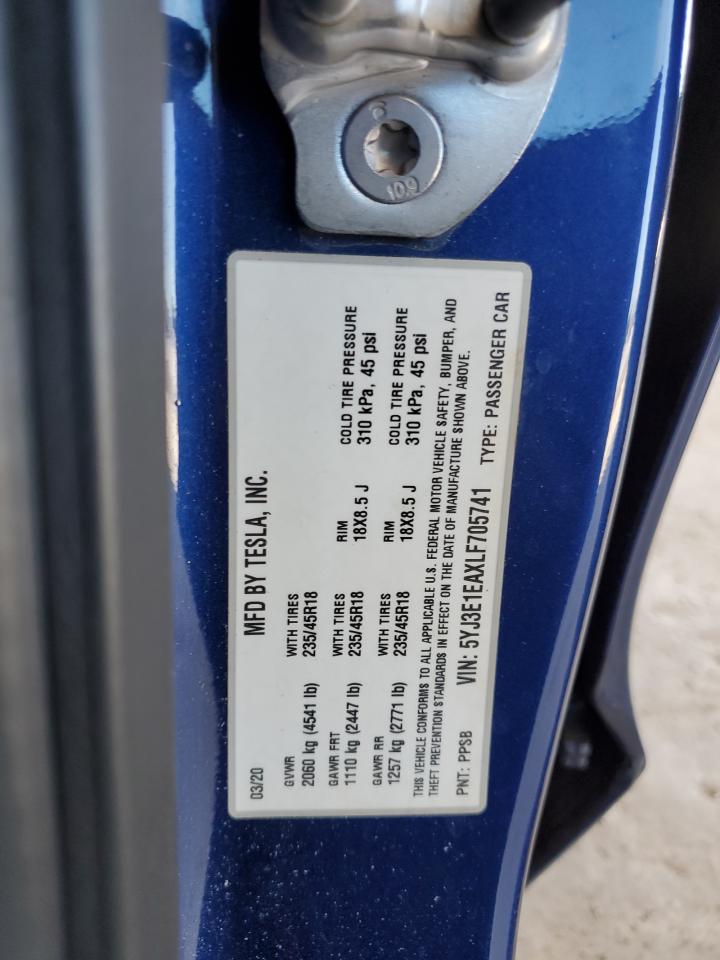 10.9
03/20 MFD BY TESLA, INC.
GVWR WITH TIRES
2060 kg (4541 lb) 235/45R18
GAWR FRT WITH TIRES RIM COLD TIRE PRESSURE
1110 kg (2447 lb) 235/45R18 18X8.5 J 310 kPa, 45 psi
GAWR RR WITH TIRES RIM COLD TIRE PRESSURE
1257 kg (2771 lb) 235/45R18 18X8.5 J 310 kPa, 45 psi
THIS VEHICLE CONFORMS TO ALL APPLICABLE U.S. FEDERAL MOTOR VEHICLE SAFETY, BUMPER, AND
THEFT PREVENTION STANDARDS IN EFFECT ON THE DATE OF MANUFACTURE SHOWN ABOVE.
PNT: PPSB VIN: 5YJ3E1EAXLF705741 TYPE: PASSENGER CAR